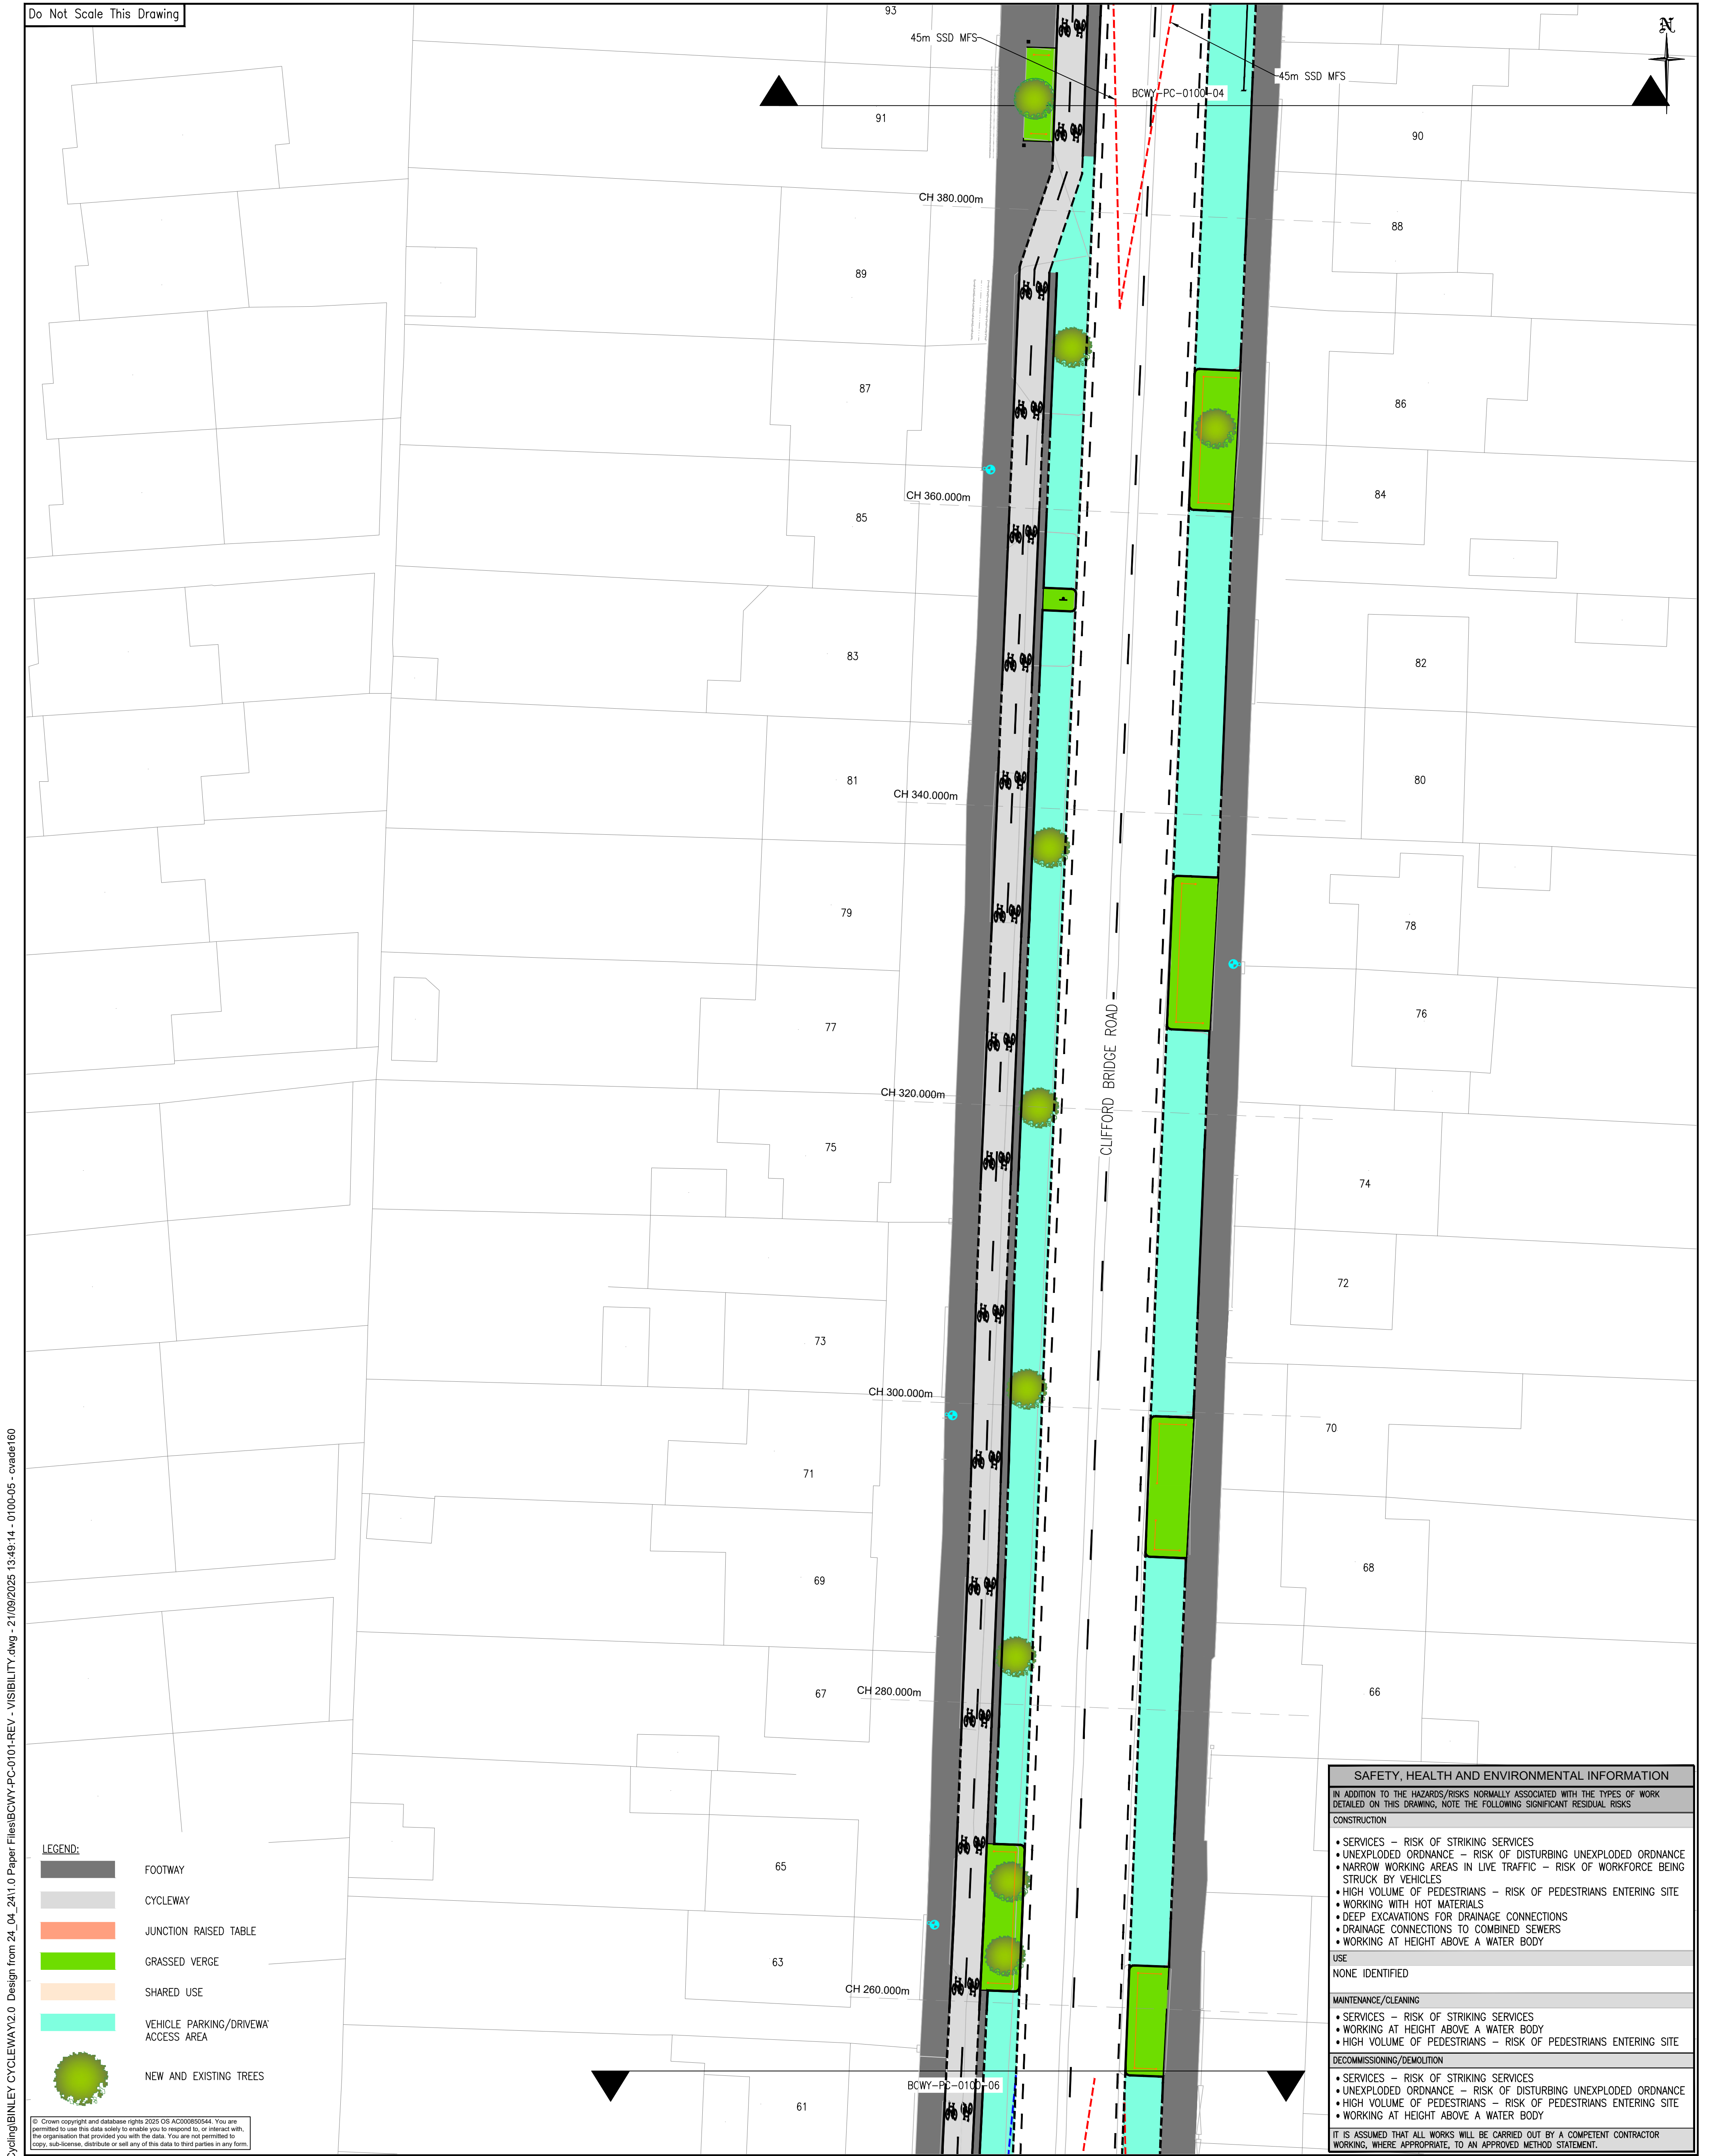 Do Not Scale This Drawing
93
45m SSD MFS
45m SSD MFS
N
BCWY-PC-0100-04
91
90
CH 380.000m
88
89
87
86
CH 360.000m
84
85
83
82
81
80
CH 340.000m
79
78
77
76
CLIFFORD BRIDGE ROAD
CH 320.000m
75
74
72
73
CH 300.000m
70
71
69
68
67
CH 280.000m
66
65
63
CH 260.000m
BCWY-PC-0100-06
61
LEGEND:
FOOTWAY
CYCLEWAY
JUNCTION RAISED TABLE
GRASSED VERGE
SHARED USE
VEHICLE PARKING/DRIVEWA
ACCESS AREA
NEW AND EXISTING TREES
© Crown copyright and database rights 2025 OS AC000850544. You are
permitted to use this data solely to enable you to respond to, or interact with,
the organisation that provided you with the data. You are not permitted to
copy, sub-license, distribute or sell any of this data to third parties in any form.
SAFETY, HEALTH AND ENVIRONMENTAL INFORMATION
IN ADDITION TO THE HAZARDS/RISKS NORMALLY ASSOCIATED WITH THE TYPES OF WORK
DETAILED ON THIS DRAWING, NOTE THE FOLLOWING SIGNIFICANT RESIDUAL RISKS
CONSTRUCTION
• SERVICES – RISK OF STRIKING SERVICES
• UNEXPLODED ORDNANCE – RISK OF DISTURBING UNEXPLODED ORDNANCE
• NARROW WORKING AREAS IN LIVE TRAFFIC – RISK OF WORKFORCE BEING
STRUCK BY VEHICLES
• HIGH VOLUME OF PEDESTRIANS – RISK OF PEDESTRIANS ENTERING SITE
• WORKING WITH HOT MATERIALS
• DEEP EXCAVATIONS FOR DRAINAGE CONNECTIONS
• DRAINAGE CONNECTIONS TO COMBINED SEWERS
• WORKING AT HEIGHT ABOVE A WATER BODY
USE
NONE IDENTIFIED
MAINTENANCE/CLEANING
• SERVICES – RISK OF STRIKING SERVICES
• WORKING AT HEIGHT ABOVE A WATER BODY
• HIGH VOLUME OF PEDESTRIANS – RISK OF PEDESTRIANS ENTERING SITE
DECOMMISSIONING/DEMOLITION
• SERVICES – RISK OF STRIKING SERVICES
• UNEXPLODED ORDNANCE – RISK OF DISTURBING UNEXPLODED ORDNANCE
• HIGH VOLUME OF PEDESTRIANS – RISK OF PEDESTRIANS ENTERING SITE
• WORKING AT HEIGHT ABOVE A WATER BODY
IT IS ASSUMED THAT ALL WORKS WILL BE CARRIED OUT BY A COMPETENT CONTRACTOR
WORKING, WHERE APPROPRIATE, TO AN APPROVED METHOD STATEMENT.
Cycling\BINLEY CYCLEWAY\2.0 Design from 24_04_24\1.0 Paper Files\BCWY-PC-0101-REV - VISIBILITY.dwg - 21/09/2025 13:49:14 - 0100-05 - cvade160